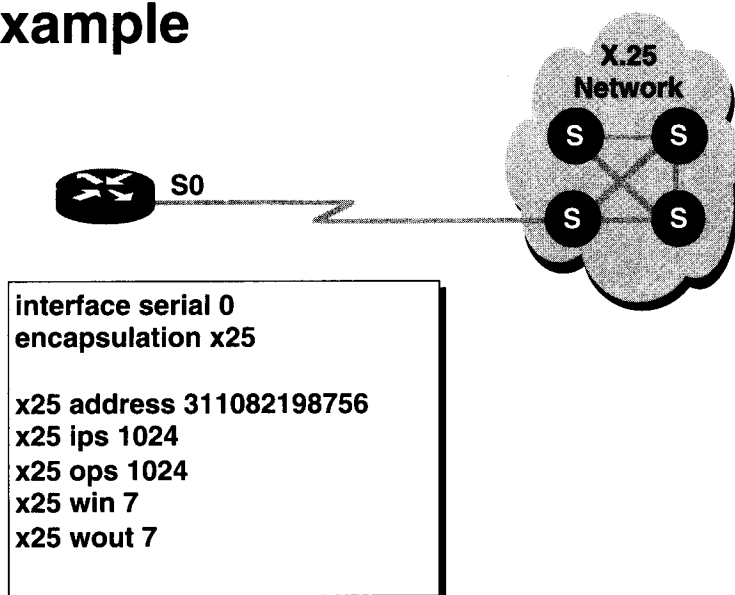 xample
X.25
Network
S S
S0
S S
interface serial 0
encapsulation x25
x25 address 311082198756
x25 ips 1024
x25 ops 1024
x25 win 7
x25 wout 7